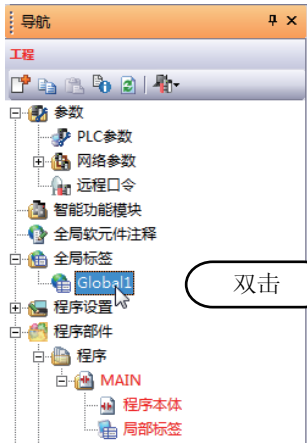 导航
工程
参数
PLC参数
网络参数
远程口令
智能功能模块
全局软元件注释
全局标签
Global1
双击
程序设置
程序部件
程序
MAIN
程序本体
局部标签